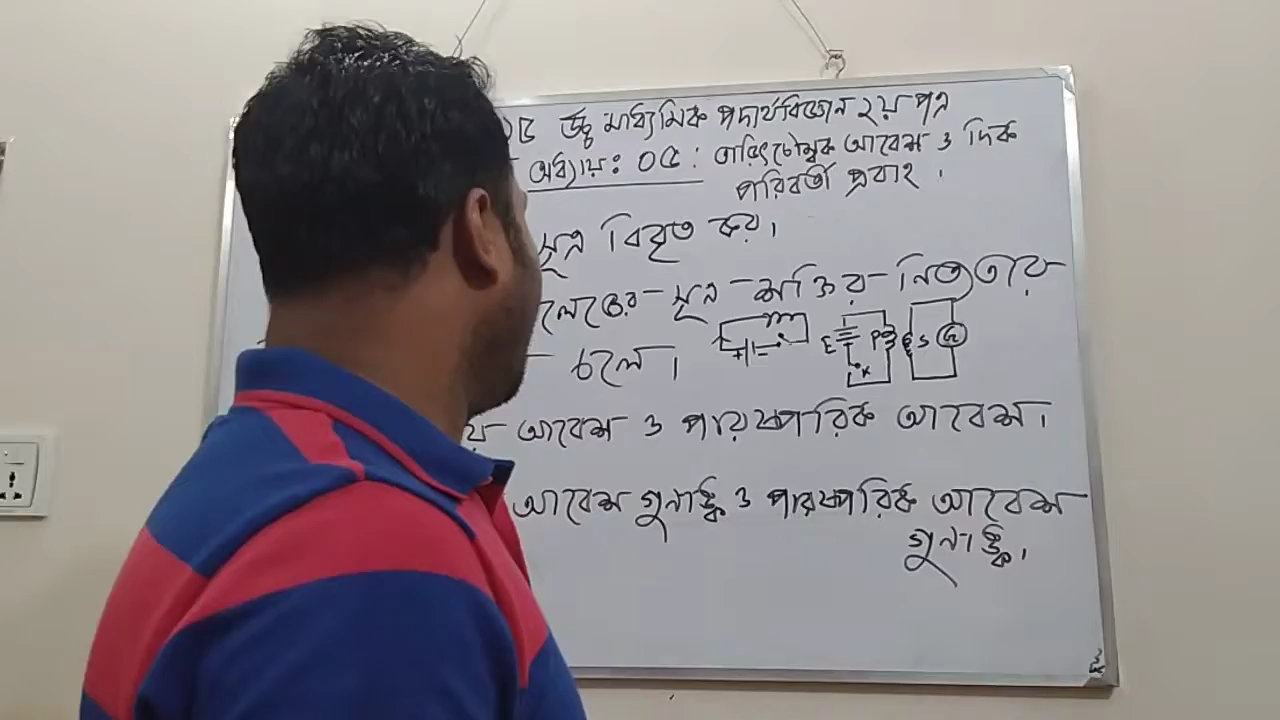 উচ্চ মাধ্যমিক পদার্থবিজ্ঞান ২য় পত্র
অধ্যায়ঃ ০৫ : তাড়িৎচৌম্বক আবেশ ও দিক
পরিবর্তী প্রবাহ ।
সূত্র বিবৃত কর।
লেঞ্জের সূত্র শক্তির নিত্যতার
চলে।
E K P S G
আবেশ ও পারস্পরিক আবেশ।
আবেশ গুনাঙ্ক ও পারস্পরিক আবেশ
গুনাঙ্ক।